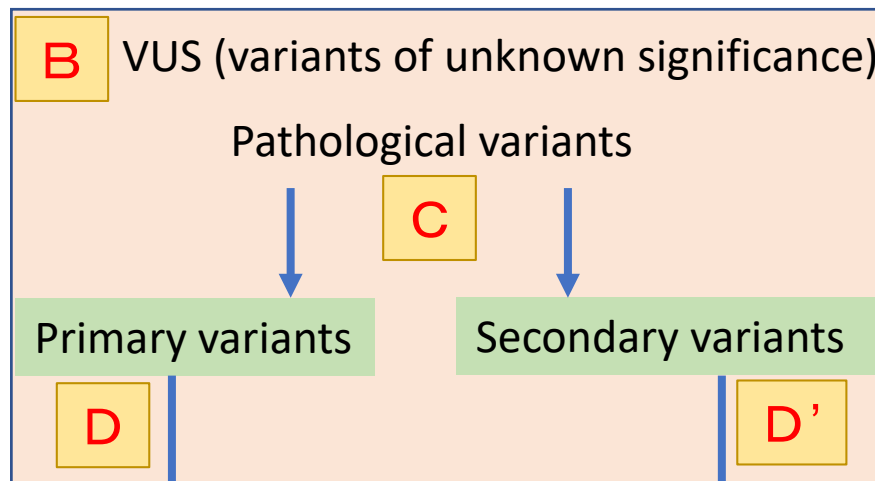 B VUS (variants of unknown significance)
Pathological variants
C
Primary variants
Secondary variants
D
D’